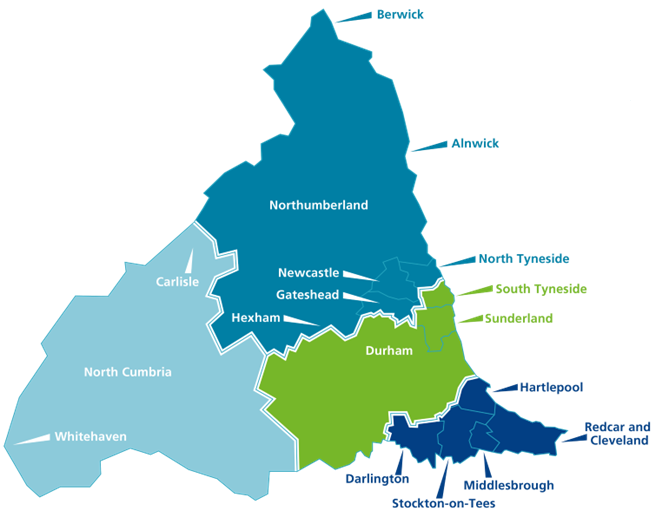 Berwick
Alnwick
Northumberland
North Tyneside
Newcastle
Carlisle
South Tyneside
Gateshead
Hexham
Sunderland
Durham
North Cumbria
Hartlepool
Redcar and
Cleveland
Whitehaven
Darlington
Middlesbrough
Stockton-on-Tees